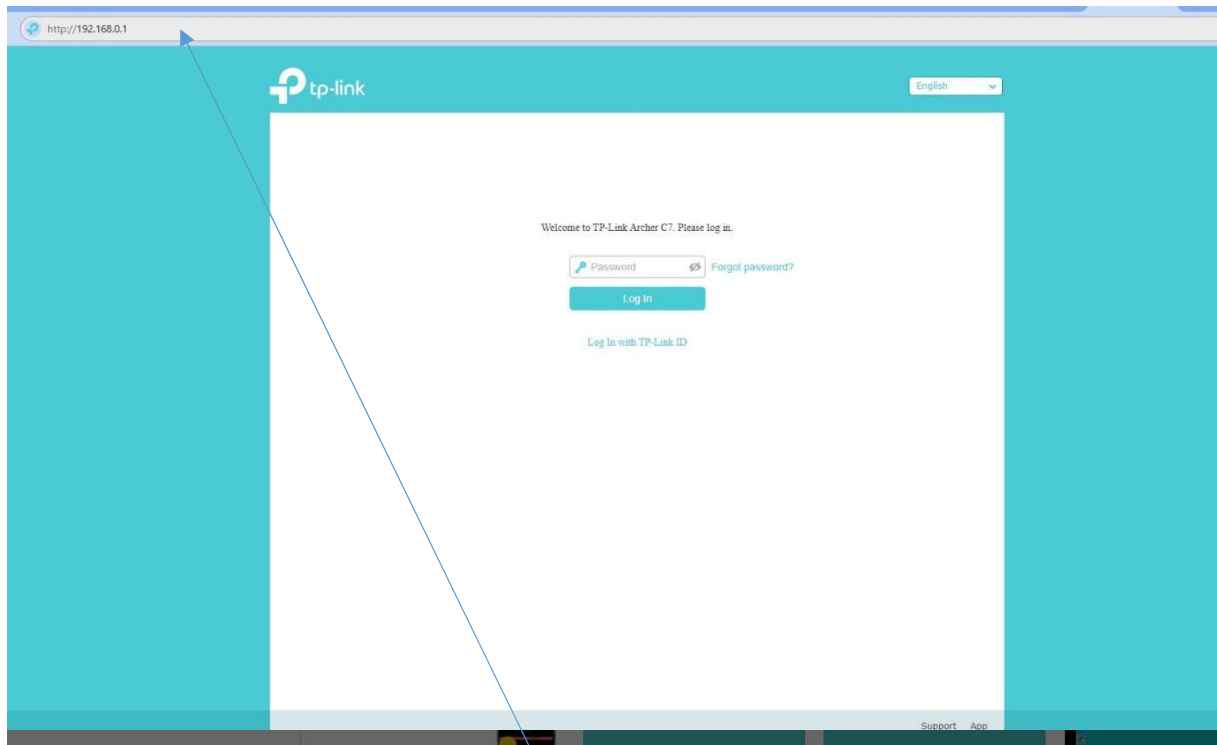 http://192.168.0.1
tp-link
English
Welcome to TP-Link Archer C7. Please log in.
Password
Forgot password?
Log In
Log In with TP-Link ID
Support App